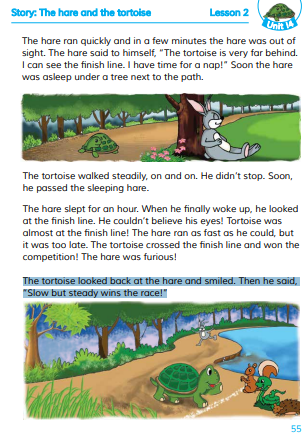 Story: The hare and the tortoise
Lesson 2
Unit 14
The hare ran quickly and in a few minutes the hare was out of
sight. The hare said to himself, “The tortoise is very far behind.
I can see the finish line. I have time for a nap!” Soon the hare
was asleep under a tree next to the path.
The tortoise walked steadily, on and on. He didn’t stop. Soon,
he passed the sleeping hare.
The hare slept for an hour. When he finally woke up, he looked
at the finish line. He couldn’t believe his eyes! Tortoise was
almost at the finish line! The hare ran as fast as he could, but
it was too late. The tortoise crossed the finish line and won the
competition! The hare was furious!
The tortoise looked back at the hare and smiled. Then he said,
“Slow but steady wins the race!”
55